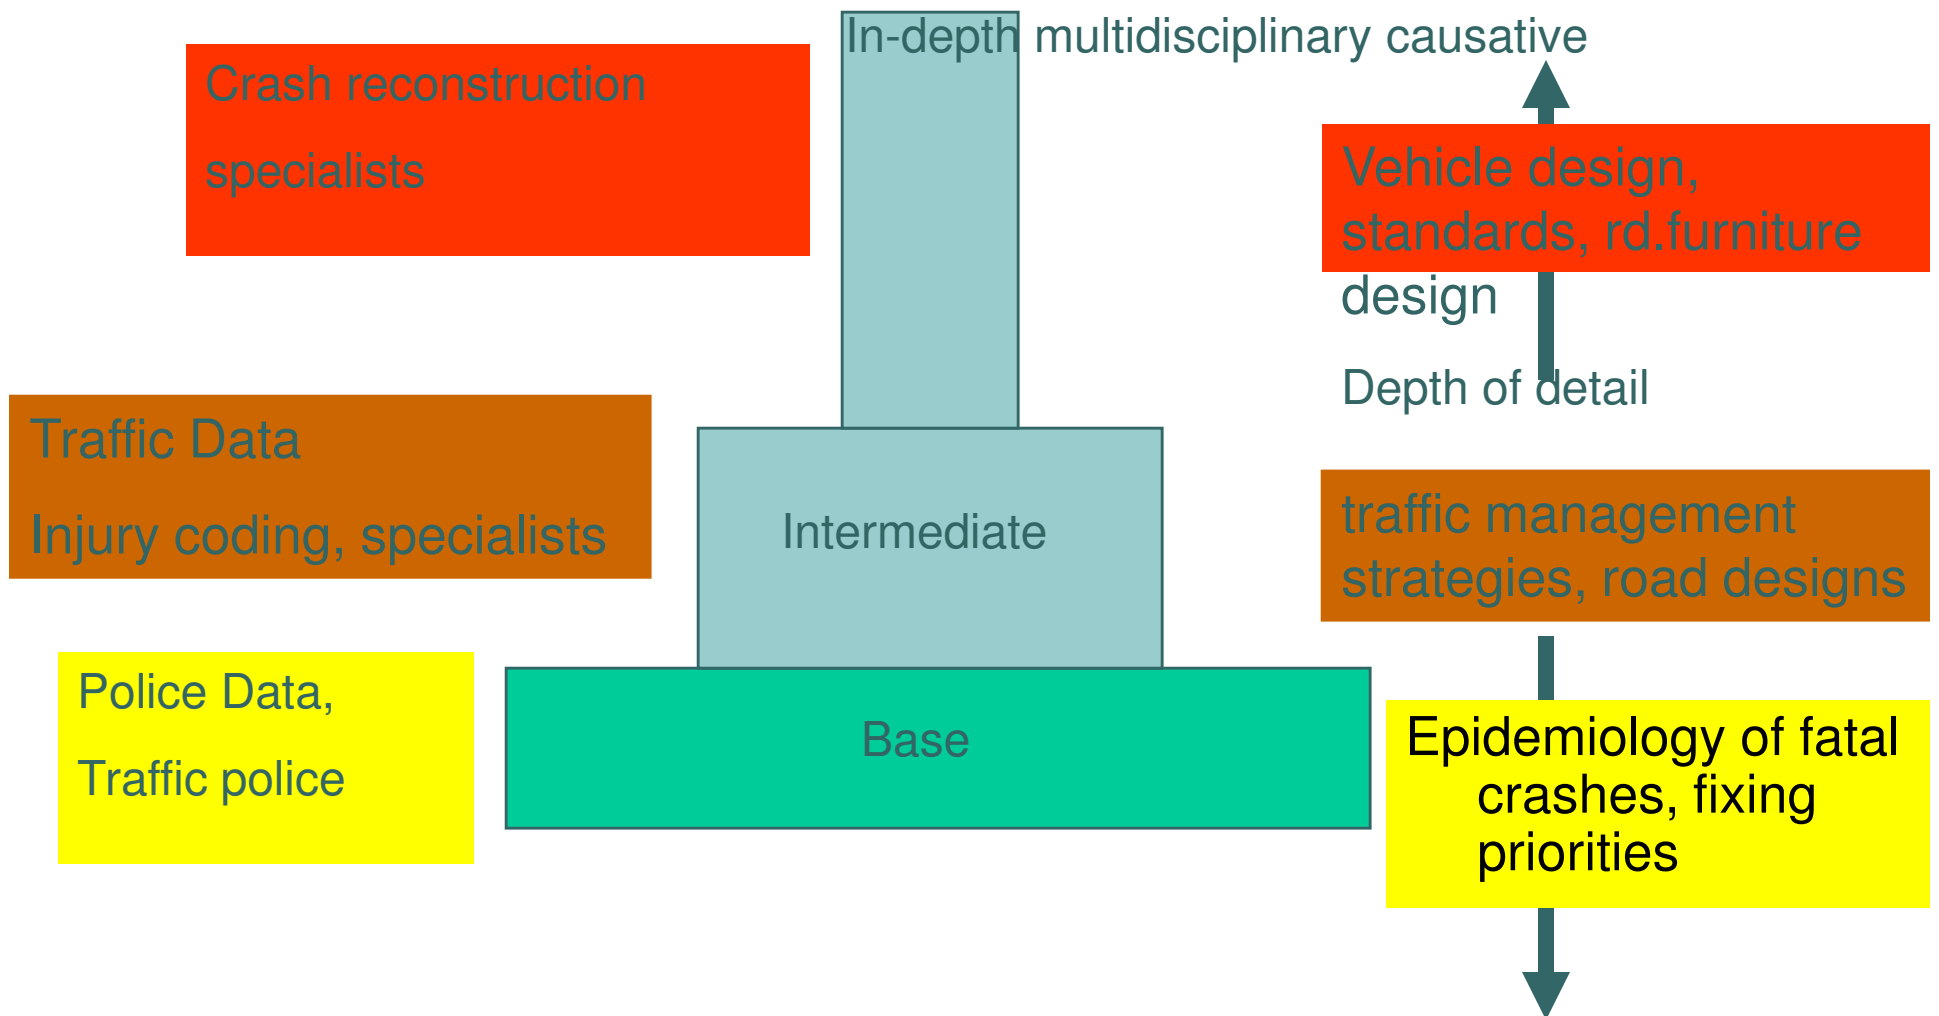 In-depth multidisciplinary causative
Crash reconstruction
specialists
Vehicle design,
standards, rd.furniture
design
Depth of detail
Traffic Data
Injury coding, specialists
Intermediate
traffic management
strategies, road designs
Police Data,
Traffic police
Base
Epidemiology of fatal
crashes, fixing
priorities